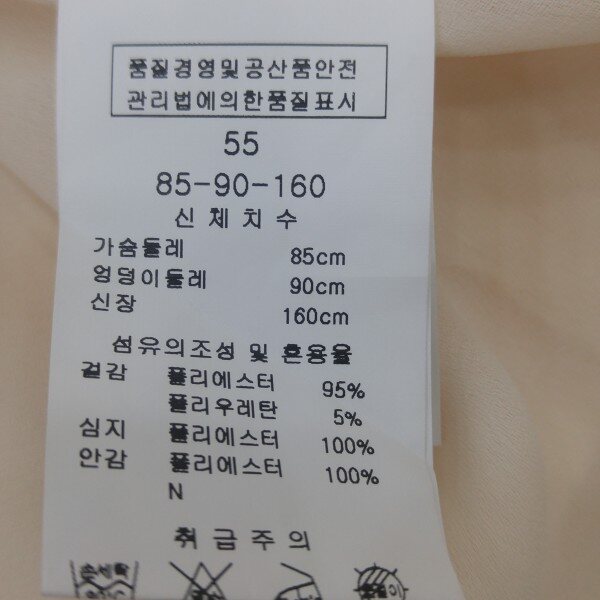 품질경영및공산품안전
관리법에의한품질표시
55
85-90-160
신체치수
가슴둘레 85cm
엉덩이둘레 90cm
신장 160cm
섬유의조성 및 혼용율
겉감 폴리에스터 95%
폴리우레탄 5%
심지 폴리에스터 100%
안감 폴리에스터 100%
N
취급주의
손세탁